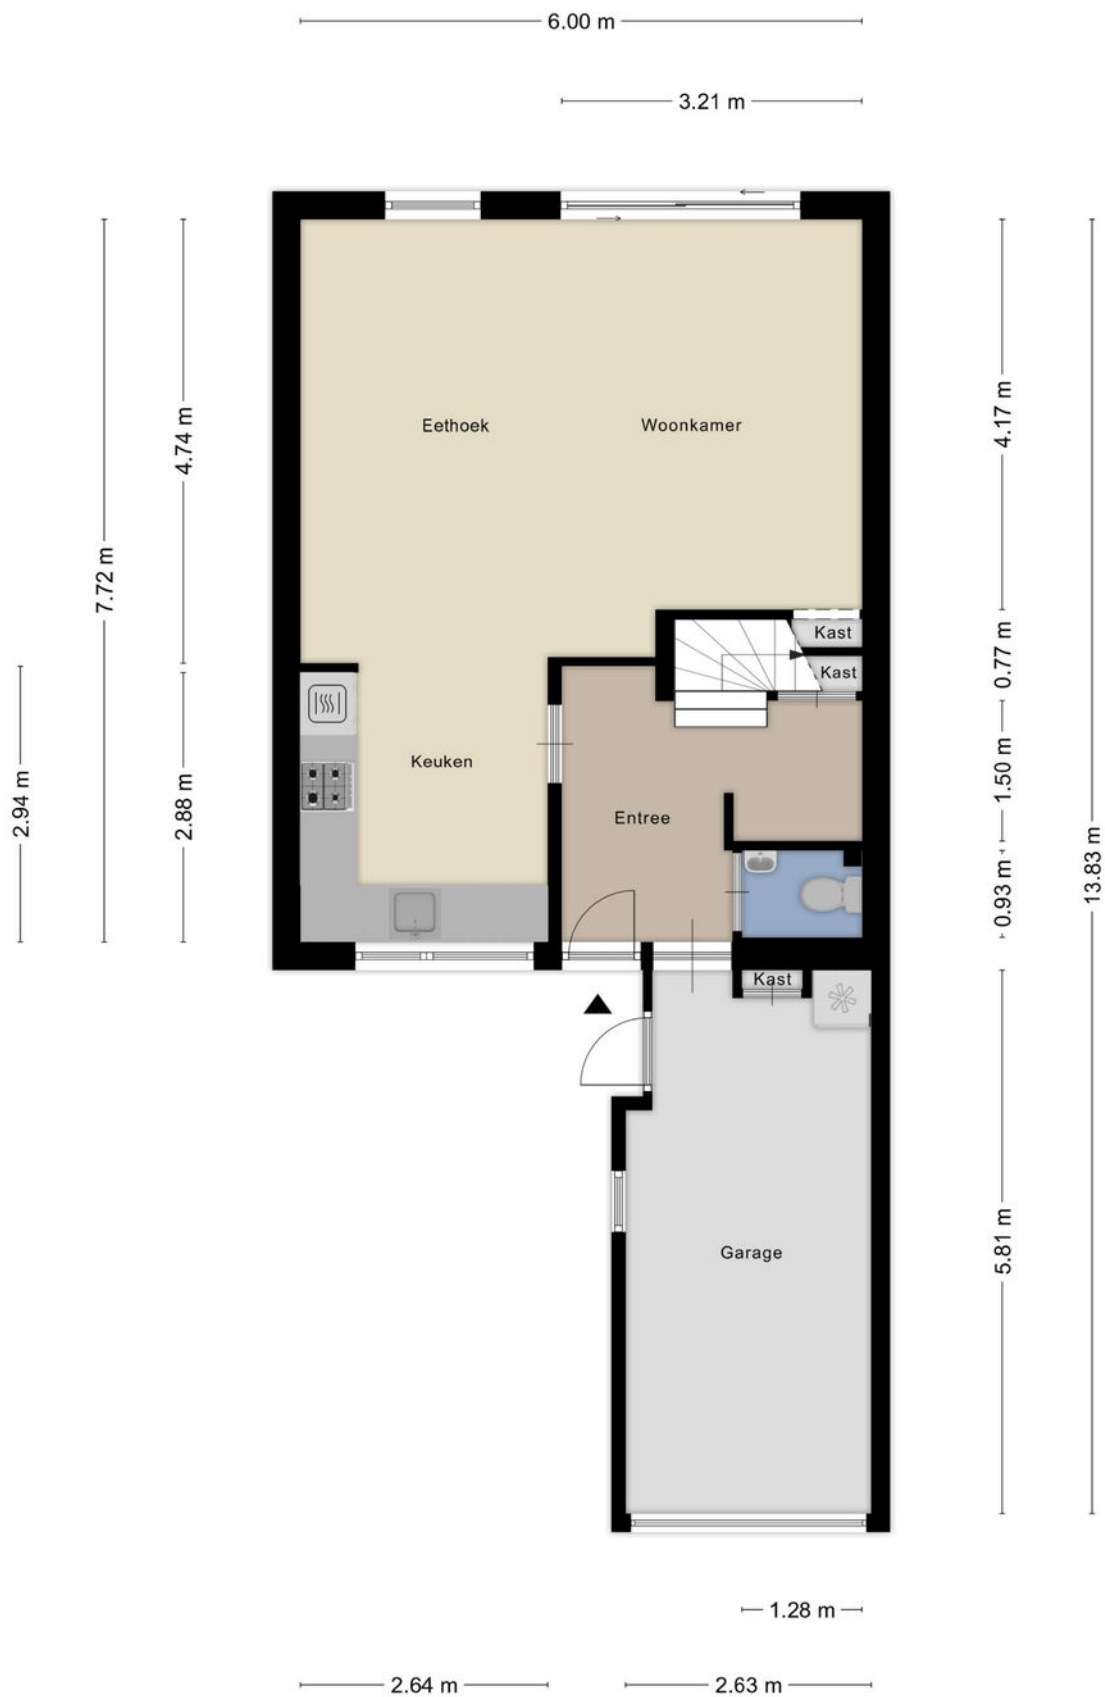 6.00 m
3.21 m
4.74 m
7.72 m
2.94 m
2.88 m
Eethoek
Woonkamer
Kast
Kast
Keuken
Entree
Kast
Garage
4.17 m
0.77 m
1.50 m
0.93 m
13.83 m
5.81 m
1.28 m
2.64 m
2.63 m